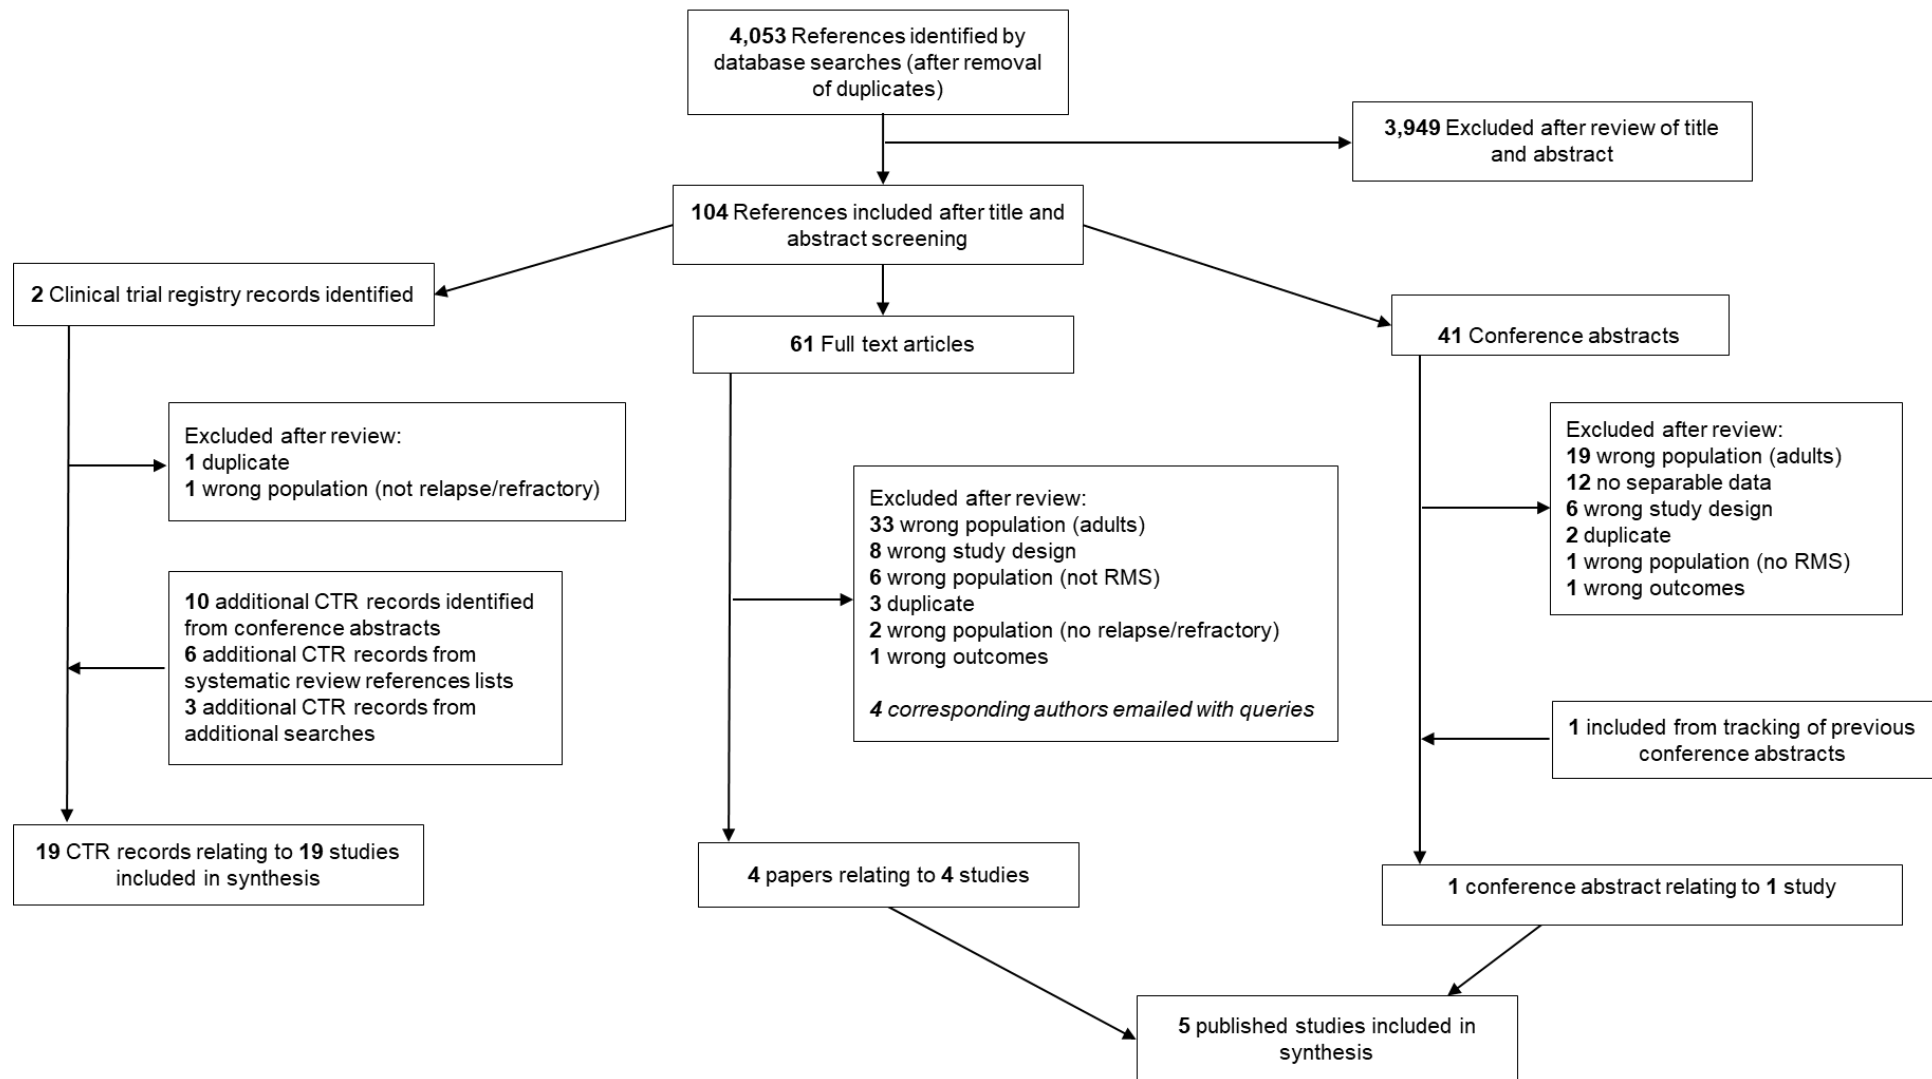 4,053 References identified by
database searches (after removal
of duplicates)
3,949 Excluded after review of title
and abstract
104 References included after title and
abstract screening
2 Clinical trial registry records identified
61 Full text articles
41 Conference abstracts
Excluded after review:
1 duplicate
1 wrong population (not relapse/refractory)
Excluded after review:
33 wrong population (adults)
8 wrong study design
6 wrong population (not RMS)
3 duplicate
2 wrong population (no relapse/refractory)
1 wrong outcomes
4 corresponding authors emailed with queries
Excluded after review:
19 wrong population (adults)
12 no separable data
6 wrong study design
2 duplicate
1 wrong population (no RMS)
1 wrong outcomes
10 additional CTR records identified
from conference abstracts
6 additional CTR records from
systematic review references lists
3 additional CTR records from
additional searches
1 included from tracking of previous
conference abstracts
19 CTR records relating to 19 studies
included in synthesis
4 papers relating to 4 studies
1 conference abstract relating to 1 study
5 published studies included in
synthesis